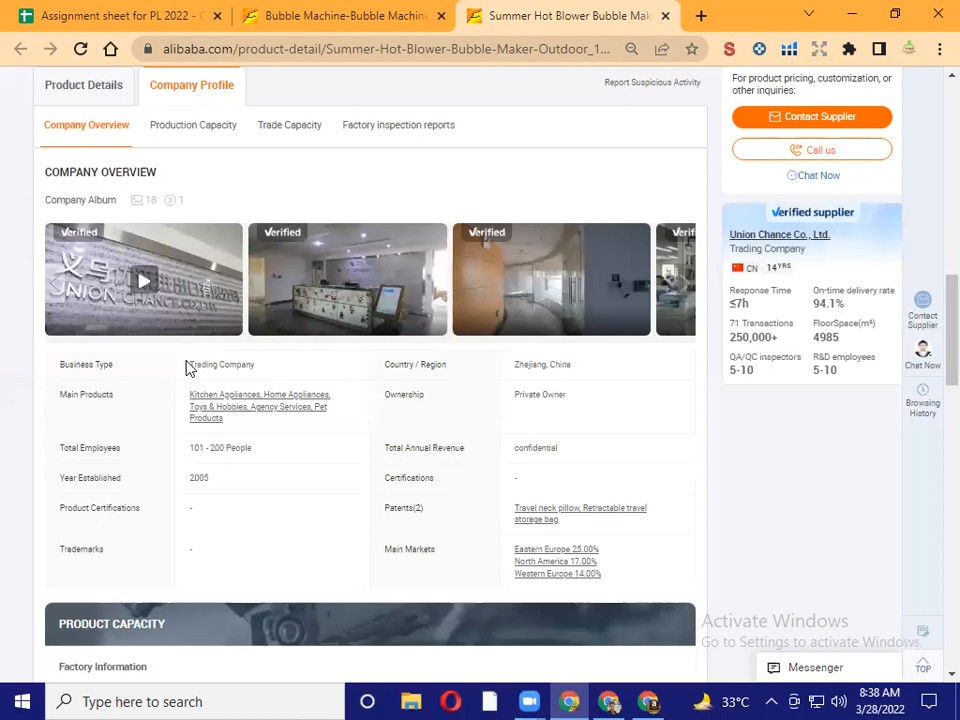 Assignment sheet for PL 2022 -
Bubble Machine-Bubble Machine
Summer Hot Blower Bubble Mak
alibaba.com/product-detail/Summer-Hot-Blower-Bubble-Maker-Outdoor_1...
Product Details
Company Profile
Report Suspicious Activity
Company Overview
Production Capacity
Trade Capacity
Factory inspection reports
COMPANY OVERVIEW
Company Album 18 1
Verified
Verified
Verified
Verifi
UNION CHANCE CO., LTD.
Business Type
Trading Company
Country / Region
Zhejiang, China
Main Products
Kitchen Appliances, Home Appliances,
Toys & Hobbies, Agency Services, Pet
Products
Ownership
Private Owner
Total Employees
101 - 200 People
Total Annual Revenue
confidential
Year Established
2005
Certifications
-
Product Certifications
-
Patents(2)
Travel neck pillow, Retractable travel
storage bag
Trademarks
-
Main Markets
Eastern Europe 25.00%
North America 17.00%
Western Europe 14.00%
PRODUCT CAPACITY
Factory Information
For product pricing, customization, or
other inquiries:
Contact Supplier
Call us
Chat Now
Verified supplier
Union Chance Co., Ltd.
Trading Company
CN 14YRS
Response Time
≤7h
On-time delivery rate
94.1%
71 Transactions
250,000+
FloorSpace(m²)
4985
QA/QC inspectors
5-10
R&D employees
5-10
Contact
Supplier
Chat Now
Browsing
History
TOP
Activate Windows
Go to Settings to activate Windows.
Messenger
Type here to search
33°C
8:38 AM
3/28/2022